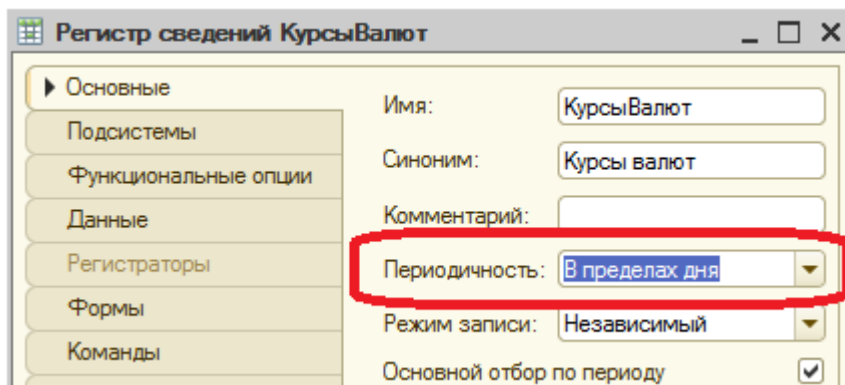 Регистр сведений КурсыВалют
Основные
Подсистемы
Функциональные опции
Данные
Регистраторы
Формы
Команды
Имя: КурсыВалют
Синоним: Курсы валют
Комментарий:
Периодичность: В пределах дня
Режим записи: Независимый
Основной отбор по периоду